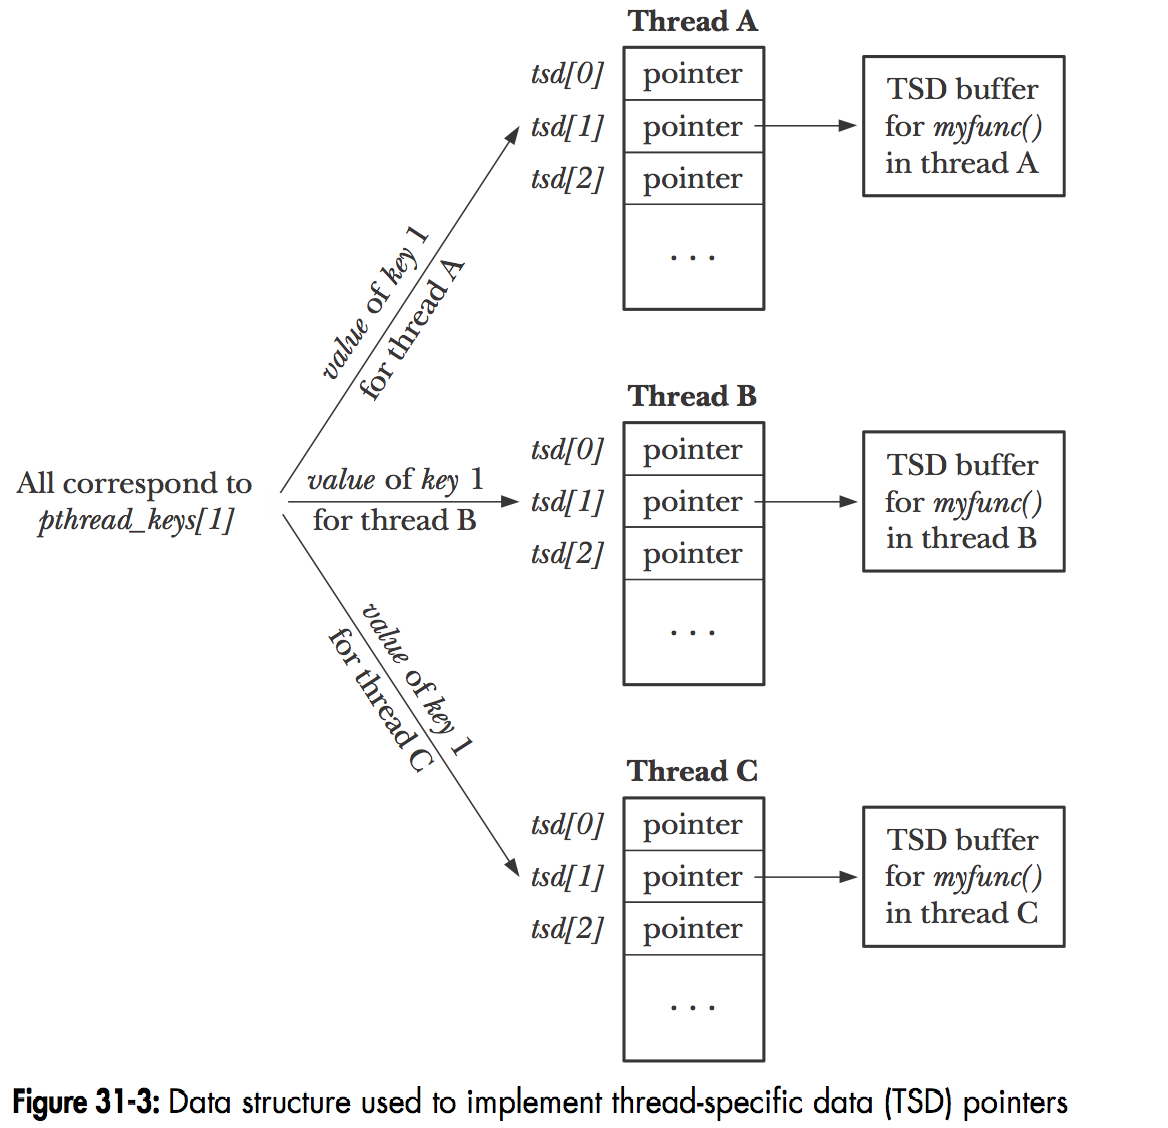 Thread A
tsd[0] pointer
tsd[1] pointer
tsd[2] pointer
. . .
TSD buffer
for myfunc()
in thread A
value of key 1
for thread A
Thread B
tsd[0] pointer
tsd[1] pointer
tsd[2] pointer
. . .
TSD buffer
for myfunc()
in thread B
All correspond to
pthread_keys[1]
value of key 1
for thread B
value of key 1
for thread C
Thread C
tsd[0] pointer
tsd[1] pointer
tsd[2] pointer
. . .
TSD buffer
for myfunc()
in thread C
Figure 31-3: Data structure used to implement thread-specific data (TSD) pointers